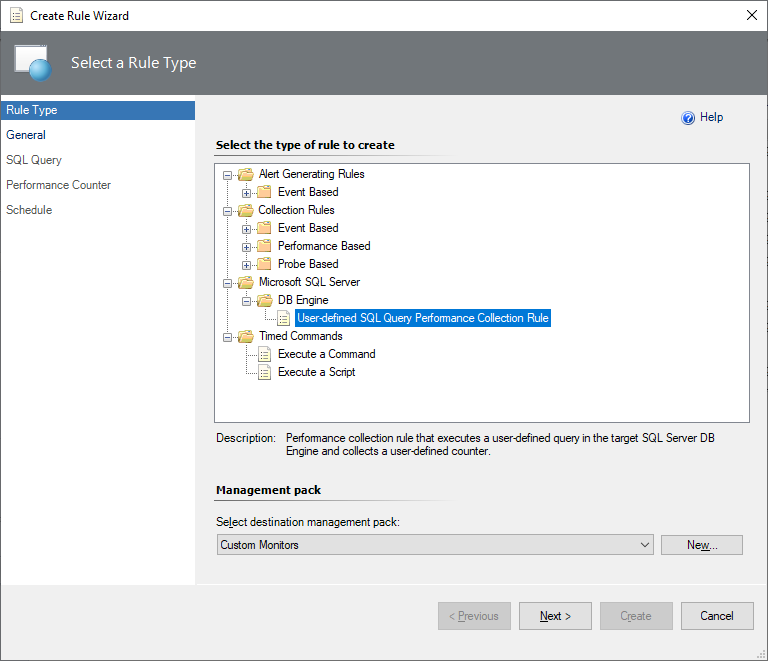 Create Rule Wizard
Select a Rule Type
Rule Type
General
SQL Query
Performance Counter
Schedule
Help
Select the type of rule to create
Alert Generating Rules
Event Based
Collection Rules
Event Based
Performance Based
Probe Based
Microsoft SQL Server
DB Engine
User-defined SQL Query Performance Collection Rule
Timed Commands
Execute a Command
Execute a Script
Description: Performance collection rule that executes a user-defined query in the target SQL Server DB
Engine and collects a user-defined counter.
Management pack
Select destination management pack:
Custom Monitors
New...
< Previous
Next >
Create
Cancel